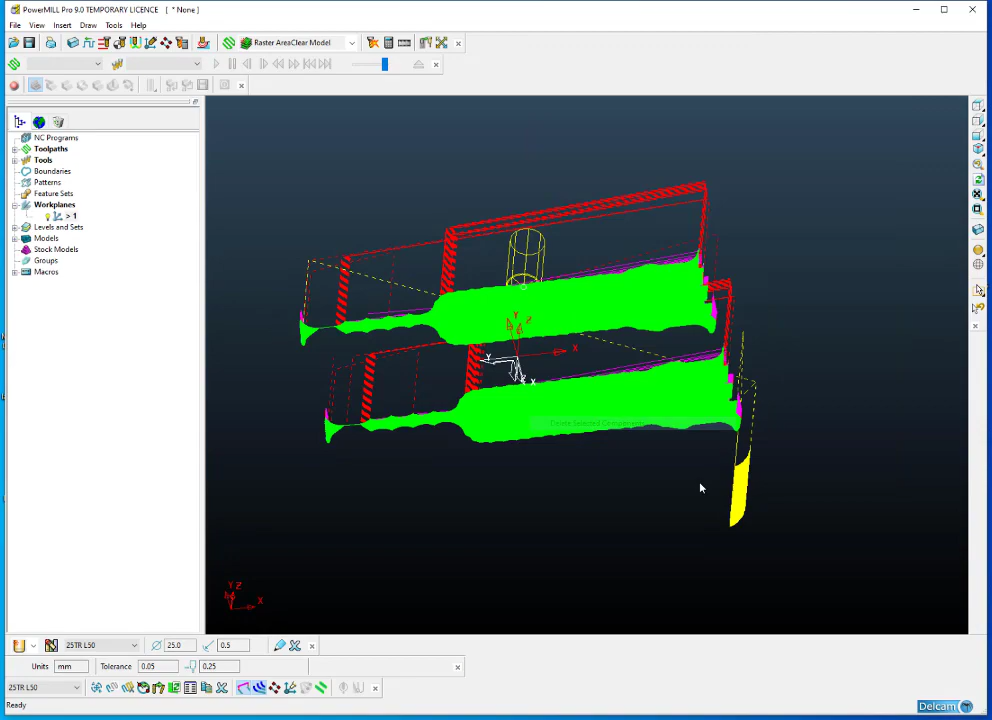 PowerMILL Pro 9.0 TEMPORARY LICENCE [ * None ]
File View Insert Draw Tools Help
Raster AreaClear Model
NC Programs
Toolpaths
Tools
Boundaries
Patterns
Feature Sets
Workplanes
> 1
Levels and Sets
Models
Stock Models
Groups
Macros
Y Z
X
Y
Z X
Delete Selected Components
Y Z
X
25TR L50 25.0 0.5
Units mm Tolerance 0.05 0.25
25TR L50
Ready Delcam